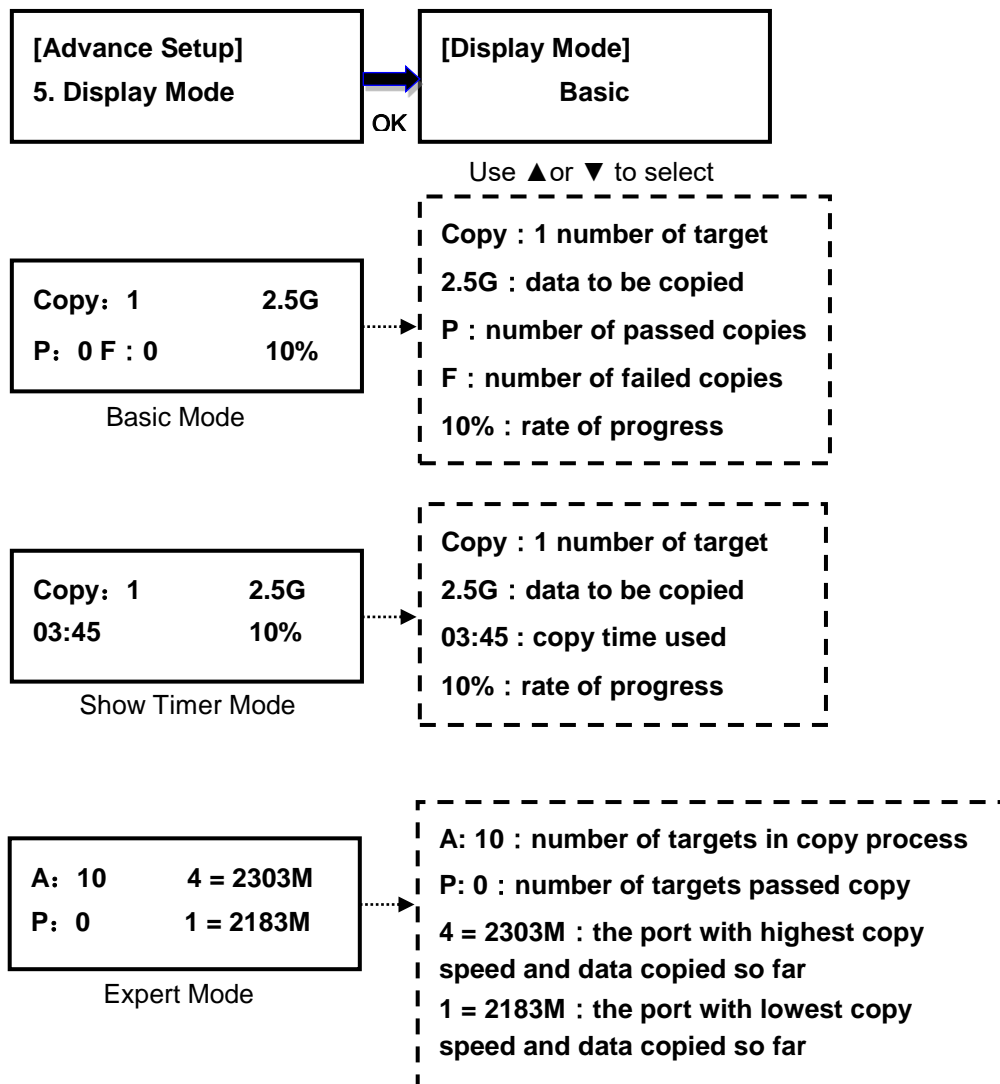 [Advance Setup]
5. Display Mode
OK
[Display Mode]
Basic
Use ▲or ▼ to select
Copy：1 2.5G
P：0 F：0 10%
Basic Mode
Copy：1 number of target
2.5G：data to be copied
P：number of passed copies
F：number of failed copies
10%：rate of progress
Copy：1 2.5G
03:45 10%
Show Timer Mode
Copy：1 number of target
2.5G：data to be copied
03:45 : copy time used
10%：rate of progress
A：10 4 = 2303M
P：0 1 = 2183M
Expert Mode
A: 10：number of targets in copy process
P: 0：number of targets passed copy
4 = 2303M：the port with highest copy
speed and data copied so far
1 = 2183M：the port with lowest copy
speed and data copied so far